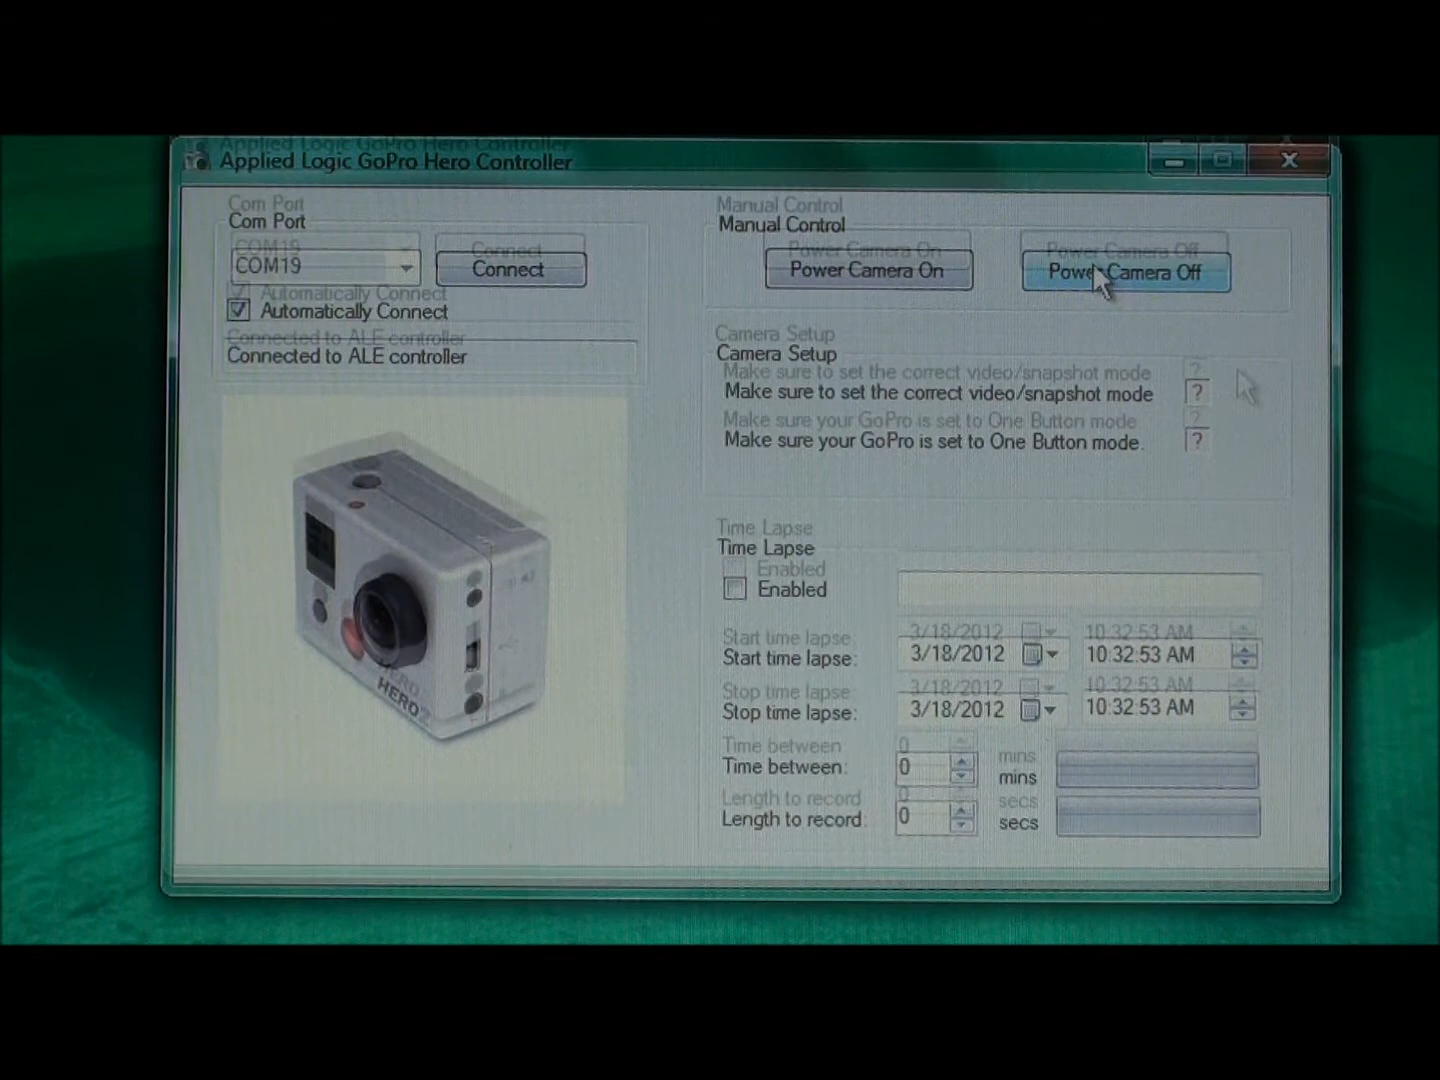 Applied Logic GoPro Hero Controller
Com Port
COM19
Connect
Automatically Connect
Connected to ALE controller
HERO2
Manual Control
Power Camera On
Power Camera Off
Camera Setup
Make sure to set the correct video/snapshot mode
?
Make sure your GoPro is set to One Button mode.
?
Time Lapse
Enabled
Start time lapse:
3/18/2012
10:32:53 AM
Stop time lapse:
3/18/2012
10:32:53 AM
Time between:
0
mins
Length to record:
0
secs